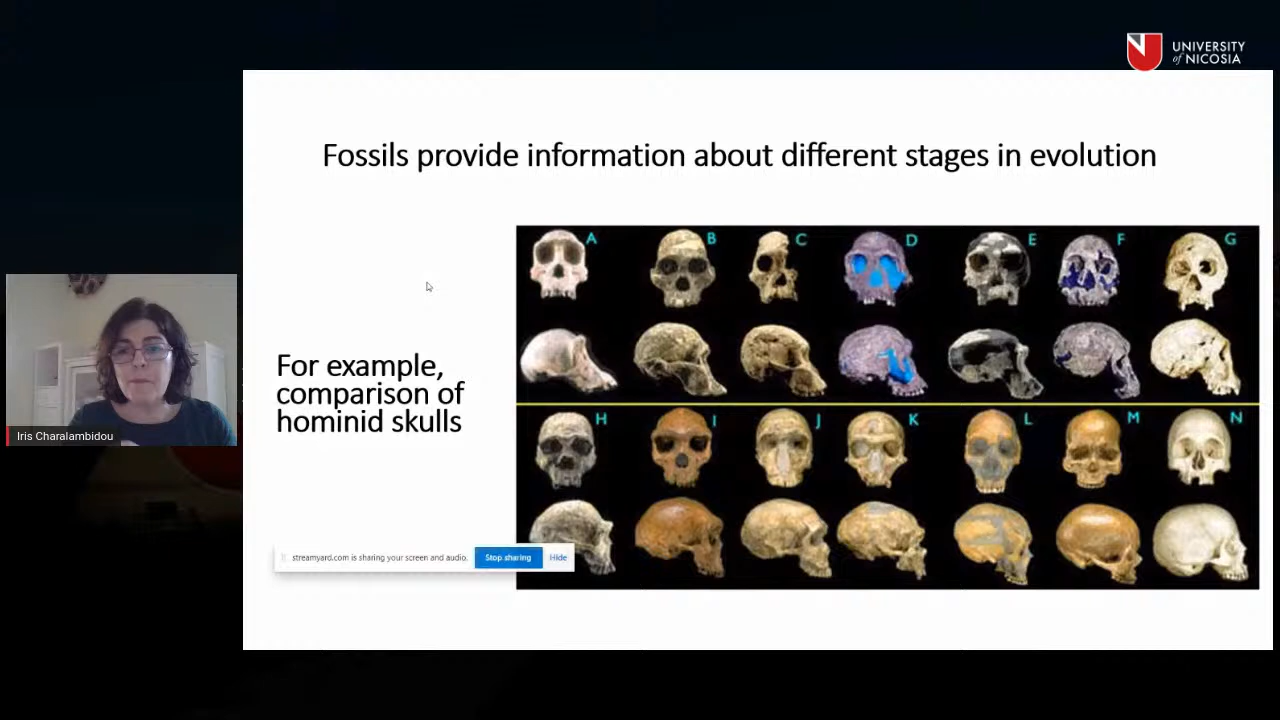 UNIVERSITY
of NICOSIA
Fossils provide information about different stages in evolution
A B C D E F G
For example,
comparison of
hominid skulls
H I J K L M N
Iris Charalambidou
streamyard.com is sharing your screen and audio. Stop sharing Hide